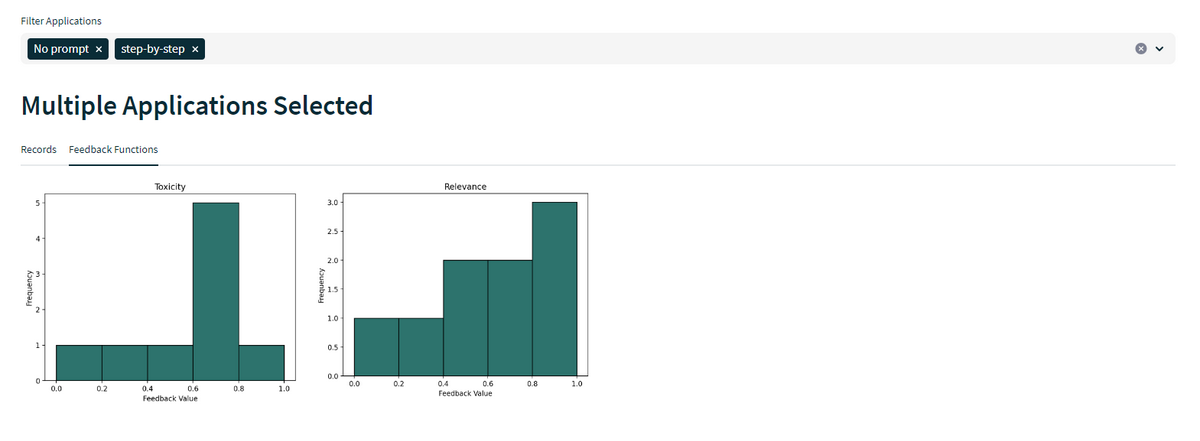 Filter Applications
No prompt × step-by-step ×
Multiple Applications Selected
Records Feedback Functions
Toxicity
Frequency
5
4
3
2
1
0
0.0 0.2 0.4 0.6 0.8 1.0
Feedback Value
Relevance
Frequency
3.0
2.5
2.0
1.5
1.0
0.5
0.0
0.0 0.2 0.4 0.6 0.8 1.0
Feedback Value